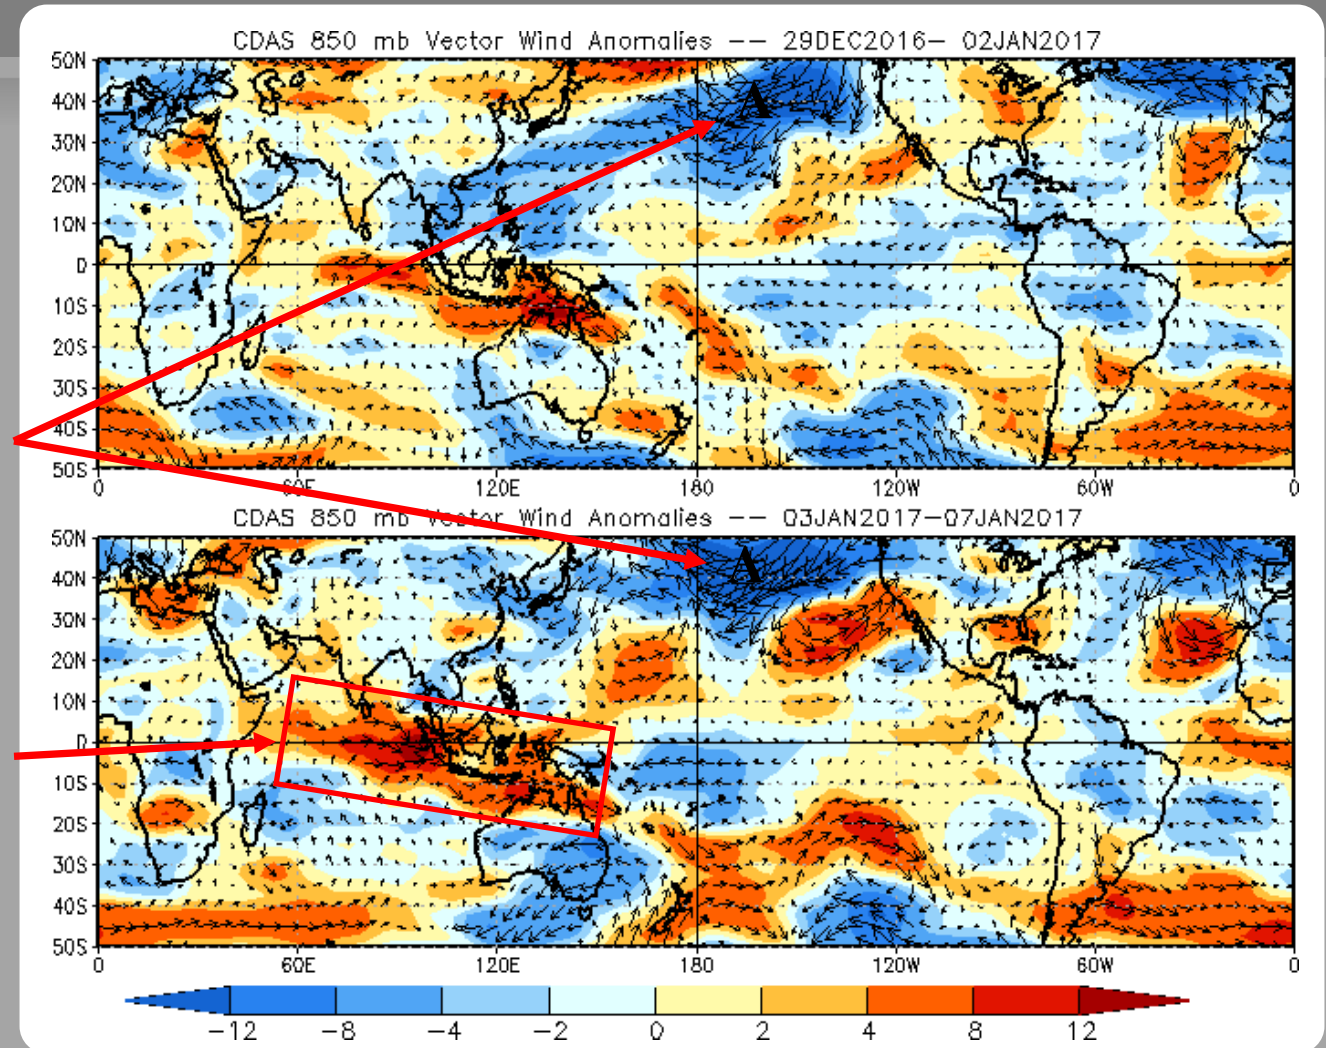 CDAS 850 mb Vector Wind Anomalies -- 29DEC2016- 02JAN2017
50N
40N
A
30N
20N
10N
0
10S
20S
30S
40S
50S
0 60E 120E 180 120W 60W 0
CDAS 850 mb Vector Wind Anomalies -- 03JAN2017-07JAN2017
50N
A
40N
30N
20N
10N
0
10S
20S
30S
40S
50S
0 60E 120E 180 120W 60W 0
-12 -8 -4 -2 0 2 4 8 12